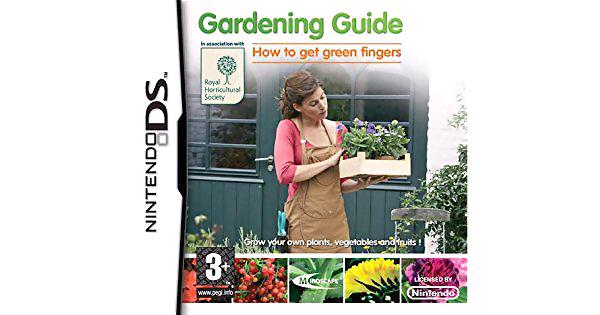 Gardening Guide
In association with
Royal
Horticultural
Society
How to get green fingers
NINTENDO DS™
Grow your own plants, vegetables and fruits !
3+
www.pegi.info
MINDSCAPE
LICENSED BY
Nintendo